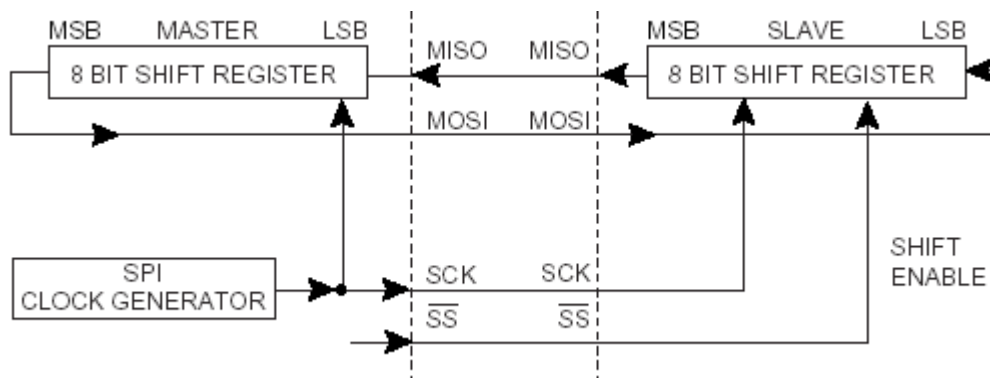 MSB MASTER LSB
8 BIT SHIFT REGISTER
MISO MISO
MSB SLAVE LSB
8 BIT SHIFT REGISTER
MOSI MOSI
SPI
CLOCK GENERATOR
SCK SCK
SS SS
SHIFT
ENABLE